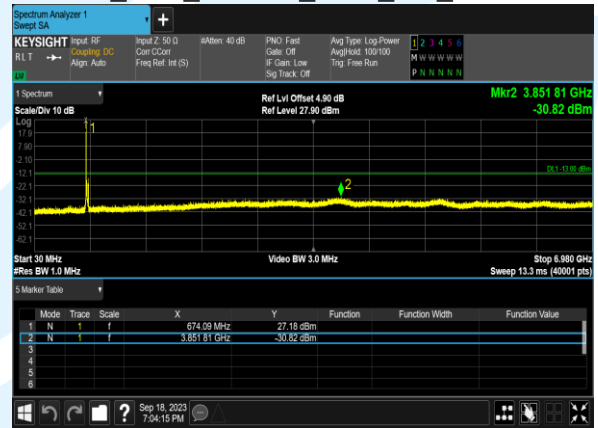 Spectrum Analyzer 1
Swept SA
+
KEYSIGHT Input: RF Input Z: 50 Ω #Atten: 40 dB PNO: Fast Avg Type: Log-Power 1 2 3 4 5 6
R L T Coupling: DC Corr CCorr Gate: Off Avg|Hold: 100/100 M W W W W W
Align: Auto Freq Ref: Int (S) IF Gain: Low Trig: Free Run P N N N N N
Sig Track: Off
LXI
1 Spectrum Ref Lvl Offset 4.90 dB Mkr2 3.851 81 GHz
Scale/Div 10 dB Ref Level 27.90 dBm -30.82 dBm
Log
1
17.9
7.90
-2.10
DL1 -13.00 dBm
-12.1
-22.1
2
-32.1
-42.1
-52.1
-62.1
Start 30 MHz Video BW 3.0 MHz Stop 6.980 GHz
#Res BW 1.0 MHz Sweep 13.3 ms (40001 pts)
5 Marker Table
Mode Trace Scale X Y Function Function Width Function Value
1 N 1 f 674.09 MHz 27.18 dBm
2 N 1 f 3.851 81 GHz -30.82 dBm
3
4
5
6
? Sep 18, 2023
7:04:15 PM